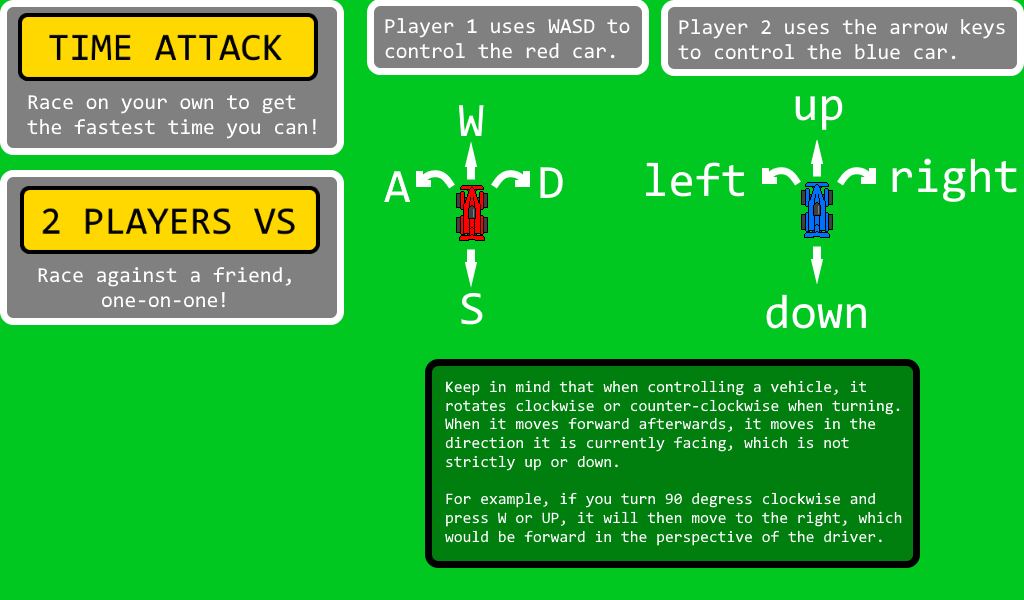 TIME ATTACK
Race on your own to get
the fastest time you can!
2 PLAYERS VS
Race against a friend,
one-on-one!
Player 1 uses WASD to
control the red car.
W
A
D
S
Player 2 uses the arrow keys
to control the blue car.
up
left
right
down
Keep in mind that when controlling a vehicle, it
rotates clockwise or counter-clockwise when turning.
When it moves forward afterwards, it moves in the
direction it is currently facing, which is not
strictly up or down.
For example, if you turn 90 degress clockwise and
press W or UP, it will then move to the right, which
would be forward in the perspective of the driver.